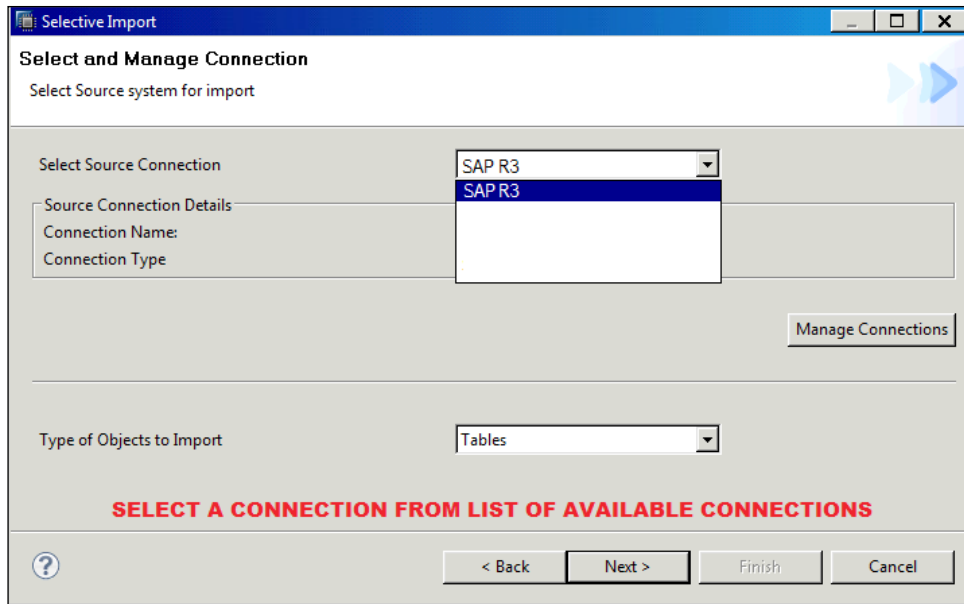 Selective Import
Select and Manage Connection
Select Source system for import
Select Source Connection
SAP R3
SAP R3
Source Connection Details
Connection Name:
Connection Type
Manage Connections
Type of Objects to Import
Tables
SELECT A CONNECTION FROM LIST OF AVAILABLE CONNECTIONS
?
< Back
Next >
Finish
Cancel